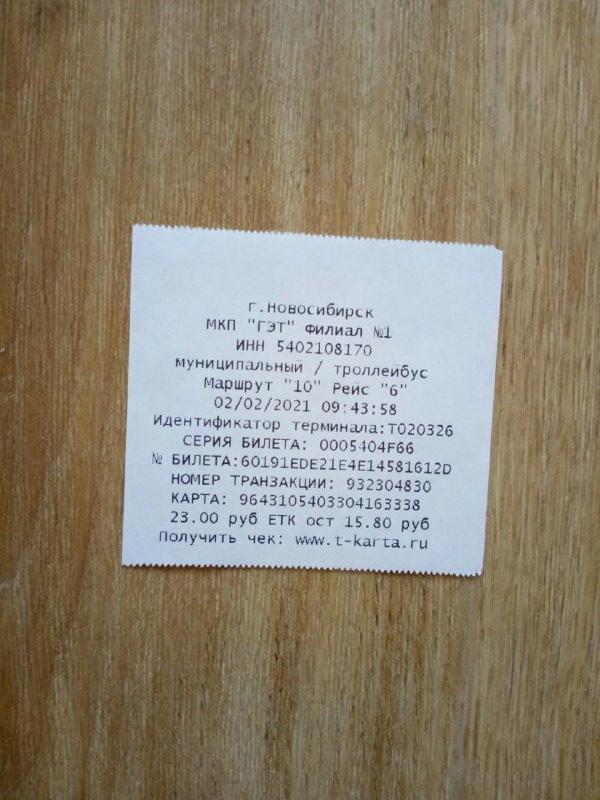 г.Новосибирск
МКП "ГЭТ" Филиал №1
ИНН 5402108170
муниципальный / троллейбус
Маршрут "10" Рейс "6"
02/02/2021 09:43:58
Идентификатор терминала:Т020326
СЕРИЯ БИЛЕТА: 0005404F66
№ БИЛЕТА:60191EDE21E4E14581612D
НОМЕР ТРАНЗАКЦИИ: 932304830
КАРТА: 9643105403304163338
23.00 руб ЕТК ост 15.80 руб
Получить чек: www.t-karta.ru